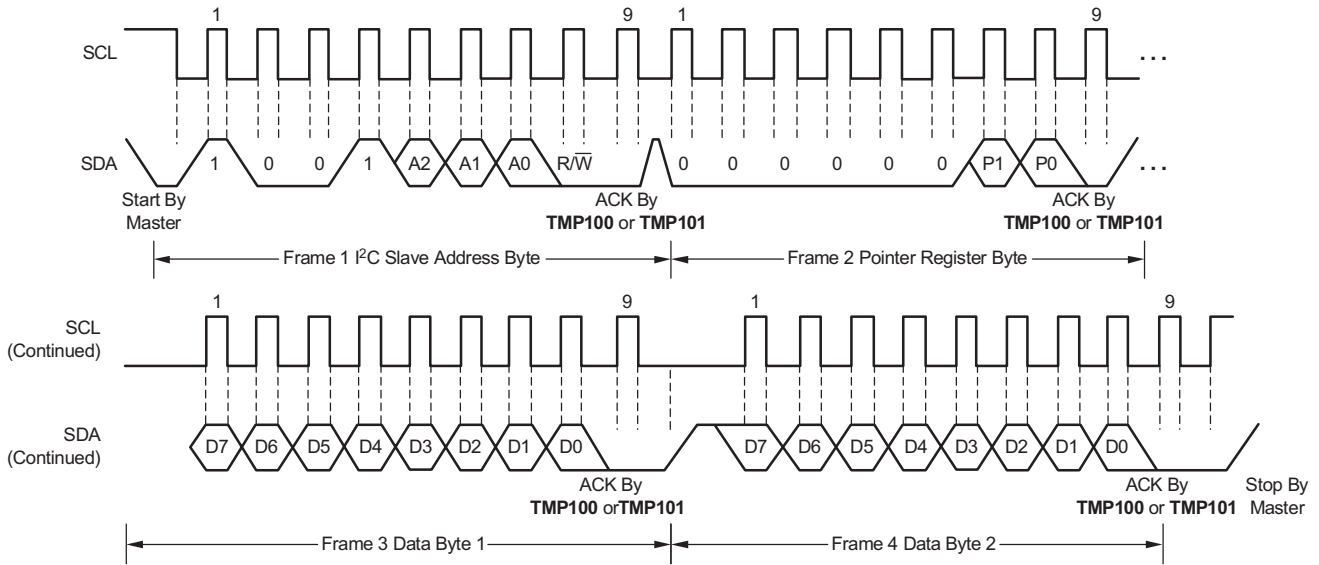 1 9 1 9
SCL ...
SDA 1 0 0 1 A2 A1 A0 R/W̅ 0 0 0 0 0 0 P1 P0 ...
Start By
Master
ACK By
TMP100 or TMP101
ACK By
TMP100 or TMP101
Frame 1 I²C Slave Address Byte
Frame 2 Pointer Register Byte
1 9 1 9
SCL
(Continued)
SDA
(Continued)
D7 D6 D5 D4 D3 D2 D1 D0 D7 D6 D5 D4 D3 D2 D1 D0
ACK By
TMP100 orTMP101
ACK By
TMP100 or TMP101
Stop By
Master
Frame 3 Data Byte 1
Frame 4 Data Byte 2